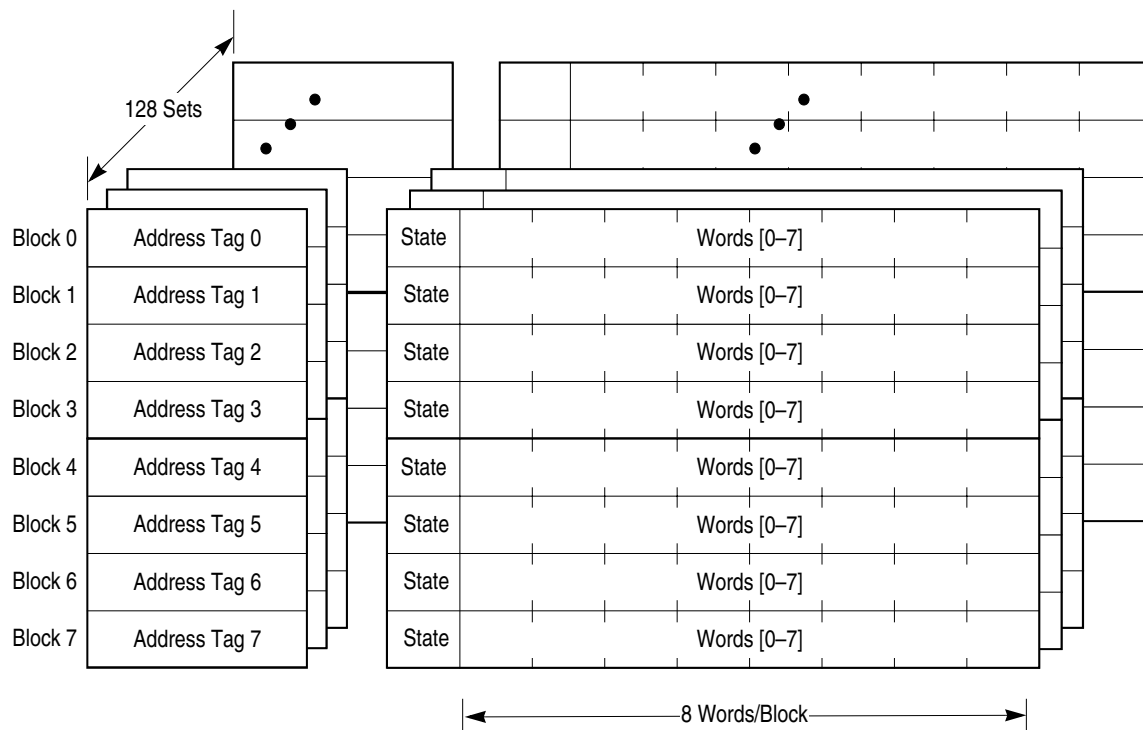 128 Sets
Block 0 Address Tag 0 State Words [0–7]
Block 1 Address Tag 1 State Words [0–7]
Block 2 Address Tag 2 State Words [0–7]
Block 3 Address Tag 3 State Words [0–7]
Block 4 Address Tag 4 State Words [0–7]
Block 5 Address Tag 5 State Words [0–7]
Block 6 Address Tag 6 State Words [0–7]
Block 7 Address Tag 7 State Words [0–7]
8 Words/Block